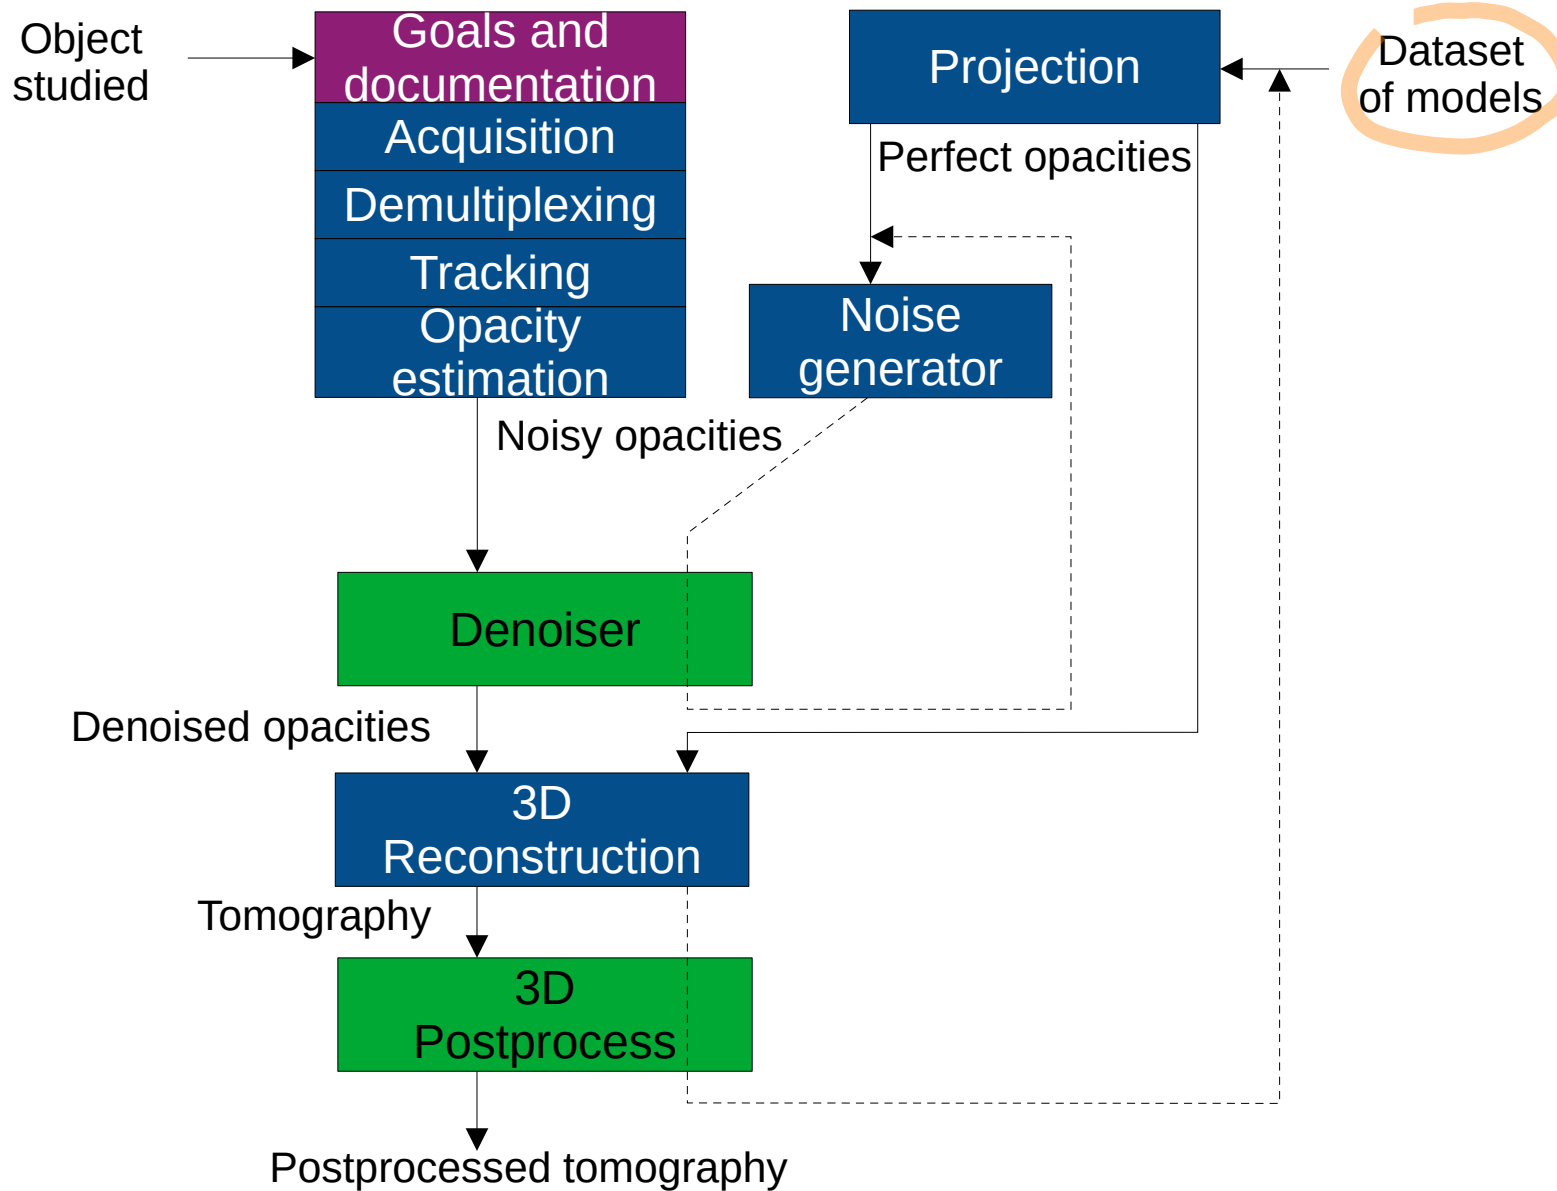 Object
studied
Goals and
documentation
Acquisition
Demultiplexing
Tracking
Opacity
estimation
Projection
Dataset
of models
Perfect opacities
Noise
generator
Noisy opacities
Denoiser
Denoised opacities
3D
Reconstruction
Tomography
3D
Postprocess
Postprocessed tomography